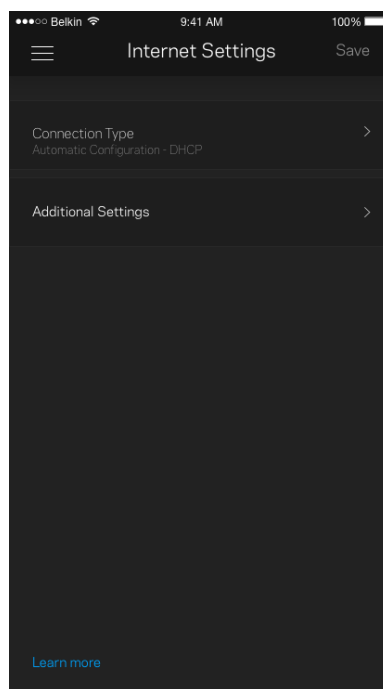 Belkin 9:41 AM 100%
Internet Settings Save
Connection Type
Automatic Configuration - DHCP
Additional Settings
Learn more